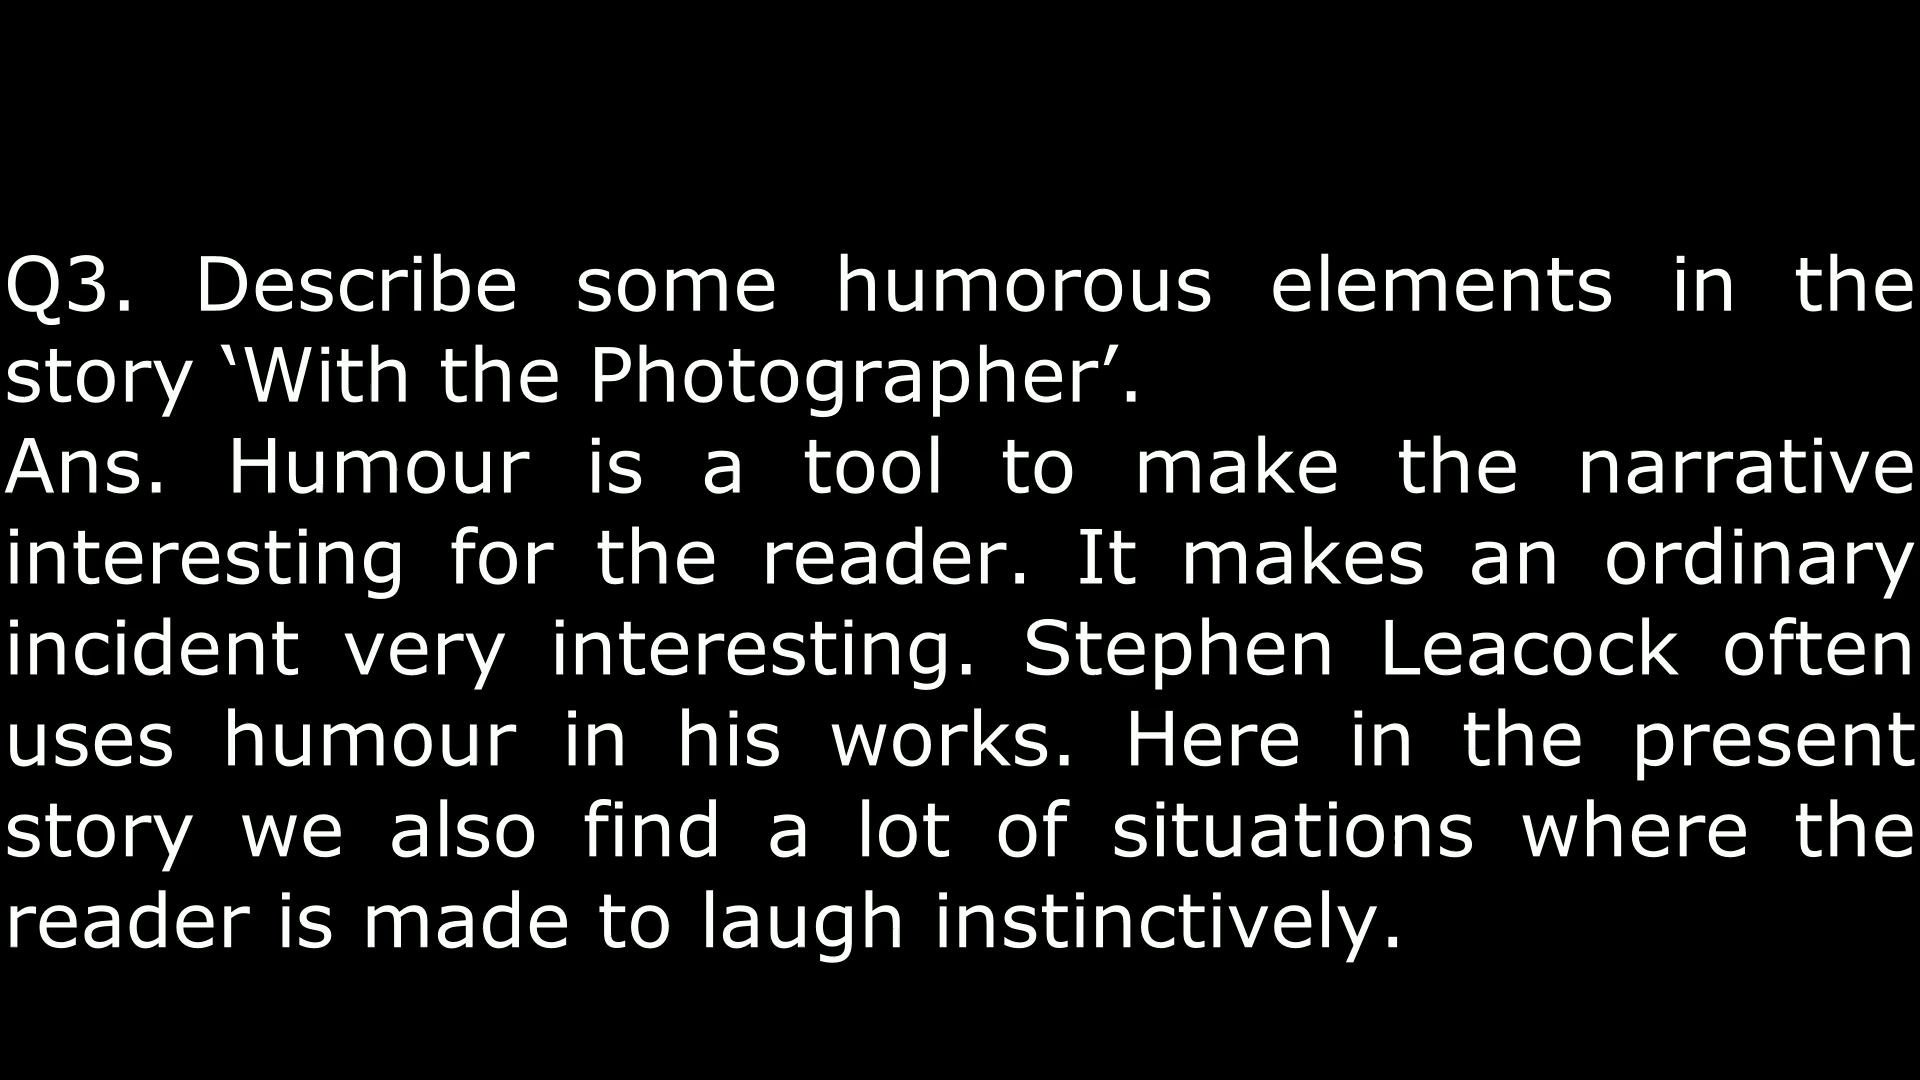 Q3. Describe some humorous elements in the
story ‘With the Photographer’.
Ans. Humour is a tool to make the narrative
interesting for the reader. It makes an ordinary
incident very interesting. Stephen Leacock often
uses humour in his works. Here in the present
story we also find a lot of situations where the
reader is made to laugh instinctively.